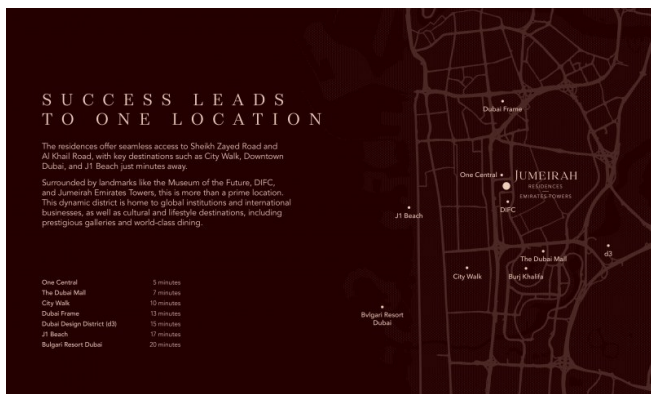 SUCCESS LEADS
TO ONE LOCATION
The residences offer seamless access to Sheikh Zayed Road and
Al Khail Road, with key destinations such as City Walk, Downtown
Dubai, and J1 Beach just minutes away.
Surrounded by landmarks like the Museum of the Future, DIFC,
and Jumeirah Emirates Towers, this is more than a prime location.
This dynamic district is home to global institutions and international
businesses, as well as cultural and lifestyle destinations, including
prestigious galleries and world-class dining.
One Central 5 minutes
The Dubai Mall 7 minutes
City Walk 10 minutes
Dubai Frame 13 minutes
Dubai Design District (d3) 15 minutes
J1 Beach 17 minutes
Bulgari Resort Dubai 20 minutes
Dubai Frame
One Central
JUMEIRAH
RESIDENCES
EMIRATES TOWERS
DIFC
J1 Beach
d3
The Dubai Mall
City Walk
Burj Khalifa
Bvlgari Resort
Dubai